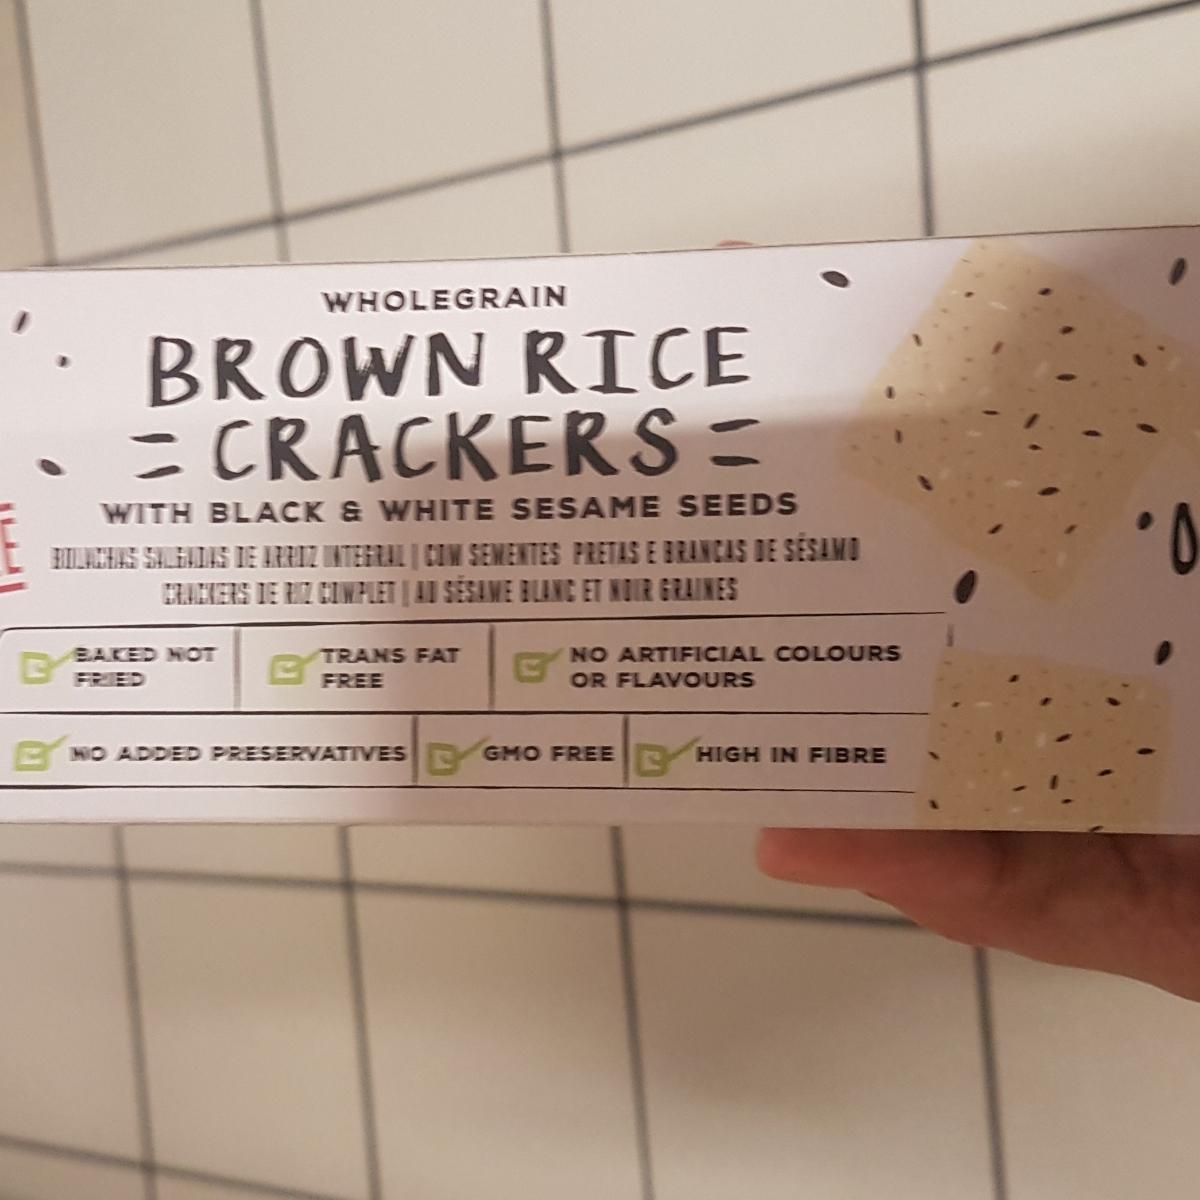 WHOLEGRAIN
BROWN RICE
= CRACKERS =
WITH BLACK & WHITE SESAME SEEDS
BOLACHAS SALGADAS DE ARROZ INTEGRAL | COM SEMENTES PRETAS E BRANCAS DE SÉSAMO
CRACKERS DE RIZ COMPLET | AU SÉSAME BLANC ET NOIR GRAINES
BAKED NOT
FRIED
TRANS FAT
FREE
NO ARTIFICIAL COLOURS
OR FLAVOURS
NO ADDED PRESERVATIVES
GMO FREE
HIGH IN FIBRE